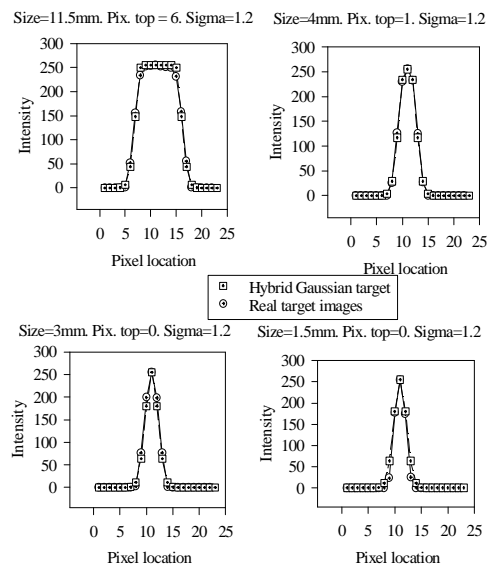 Size=11.5mm. Pix. top = 6. Sigma=1.2
300
250
200
150
100
50
0
Intensity
0 5 10 15 20 25
Pixel location
Size=4mm. Pix. top=1. Sigma=1.2
300
250
200
150
100
50
0
Intensity
0 5 10 15 20 25
Pixel location
Hybrid Gaussian target
Real target images
Size=3mm. Pix. top=0. Sigma=1.2
300
250
200
150
100
50
0
Intensity
0 5 10 15 20 25
Pixel location
Size=1.5mm. Pix. top=0. Sigma=1.2
300
250
200
150
100
50
0
Intensity
0 5 10 15 20 25
Pixel location